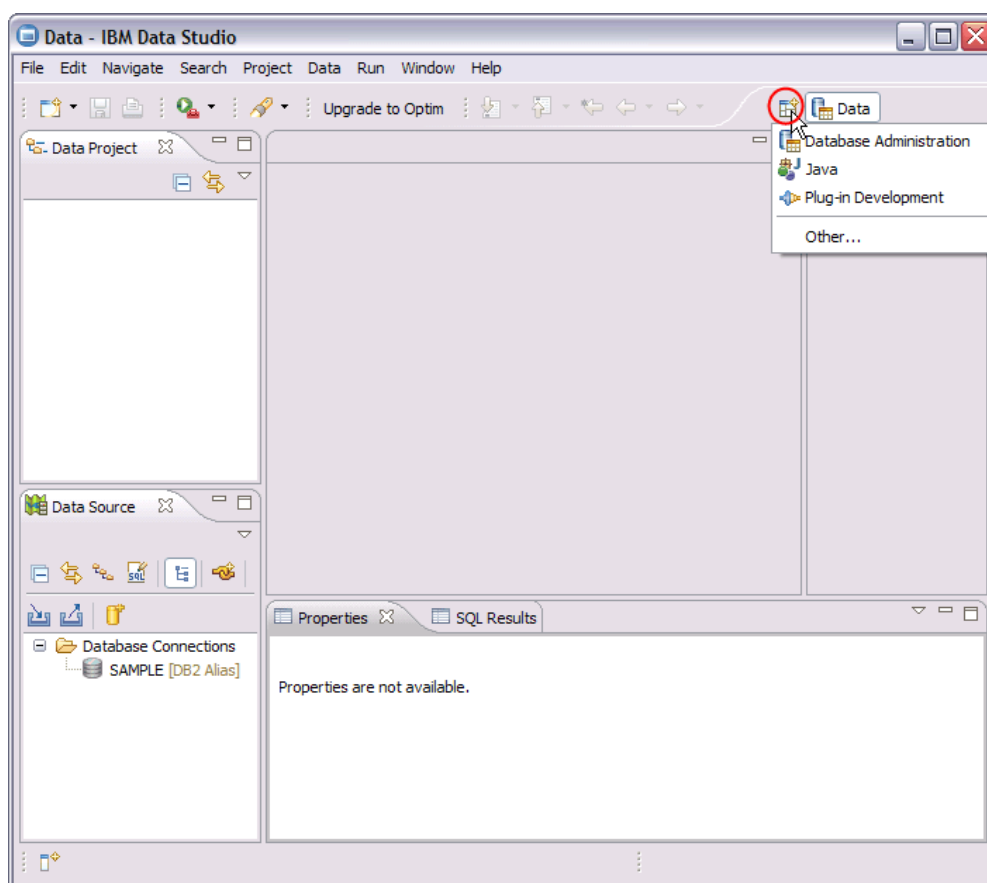 Data - IBM Data Studio
File Edit Navigate Search Project Data Run Window Help
Upgrade to Optim
Data
Database Administration
Java
Plug-in Development
Other...
Data Project
Data Source
SQL
Database Connections
SAMPLE [DB2 Alias]
Properties
SQL Results
Properties are not available.